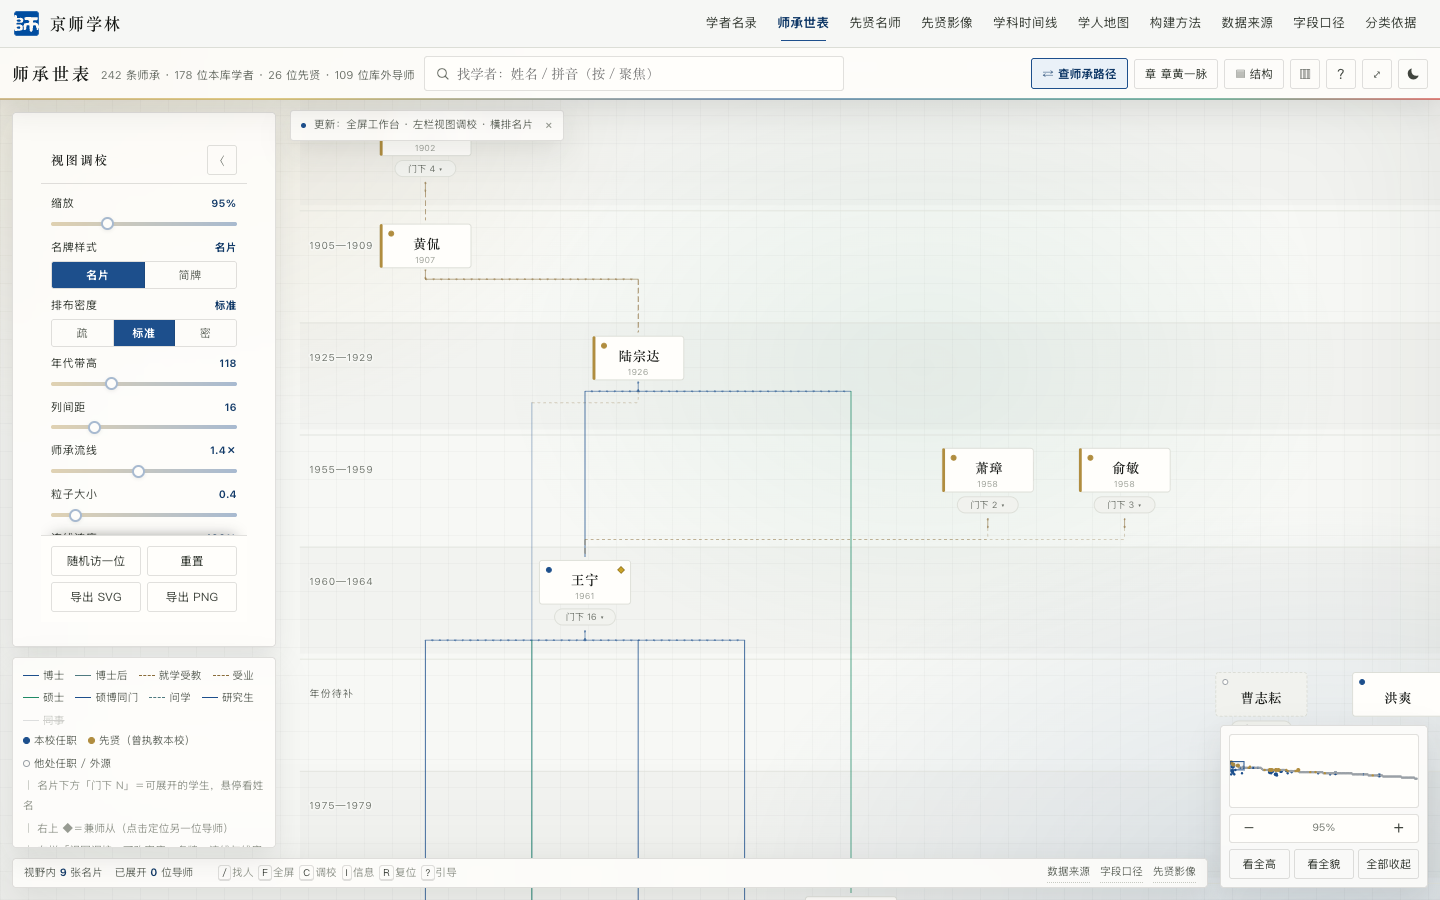 京师学林
学者名录 师承世表 先贤名师 先贤影像 学科时间线 学人地图 构建方法 数据来源 字段口径 分类依据
师承世表
242 条师承 · 178 位本库学者 · 26 位先贤 · 109 位库外导师
找学者：姓名 / 拼音（按 / 聚焦）
⇄ 查师承路径
章 章黄一脉
▤ 结构
?
更新：全屏工作台 · 左栏视图调校 · 横排名片 ×
视图调校
缩放 95%
名牌样式 名片
名片 简牌
排布密度 标准
疏 标准 密
年代带高 118
列间距 16
师承流线 1.4×
粒子大小 0.4
随机访一位 重置
导出 SVG 导出 PNG
博士 博士后 就学受教 受业
硕士 硕博同门 问学 研究生
同事
本校任职 先贤（曾执教本校）
他处任职 / 外源
｜ 名片下方「门下 N」＝可展开的学生，悬停看姓
名
｜ 右上 ◆＝兼师从（点击定位另一位导师）
1902
门下 4
1905—1909
黄侃
1907
1925—1929
陆宗达
1926
1955—1959
萧璋
1958
门下 2
俞敏
1958
门下 3
1960—1964
王宁
1961
门下 16
年份待补
曹志耘
洪爽
1975—1979
− 95% +
看全高 看全貌 全部收起
视野内 9 张名片 已展开 0 位导师 / 找人 F 全屏 C 调校 I 信息 R 复位 ? 引导
数据来源 字段口径 先贤影像